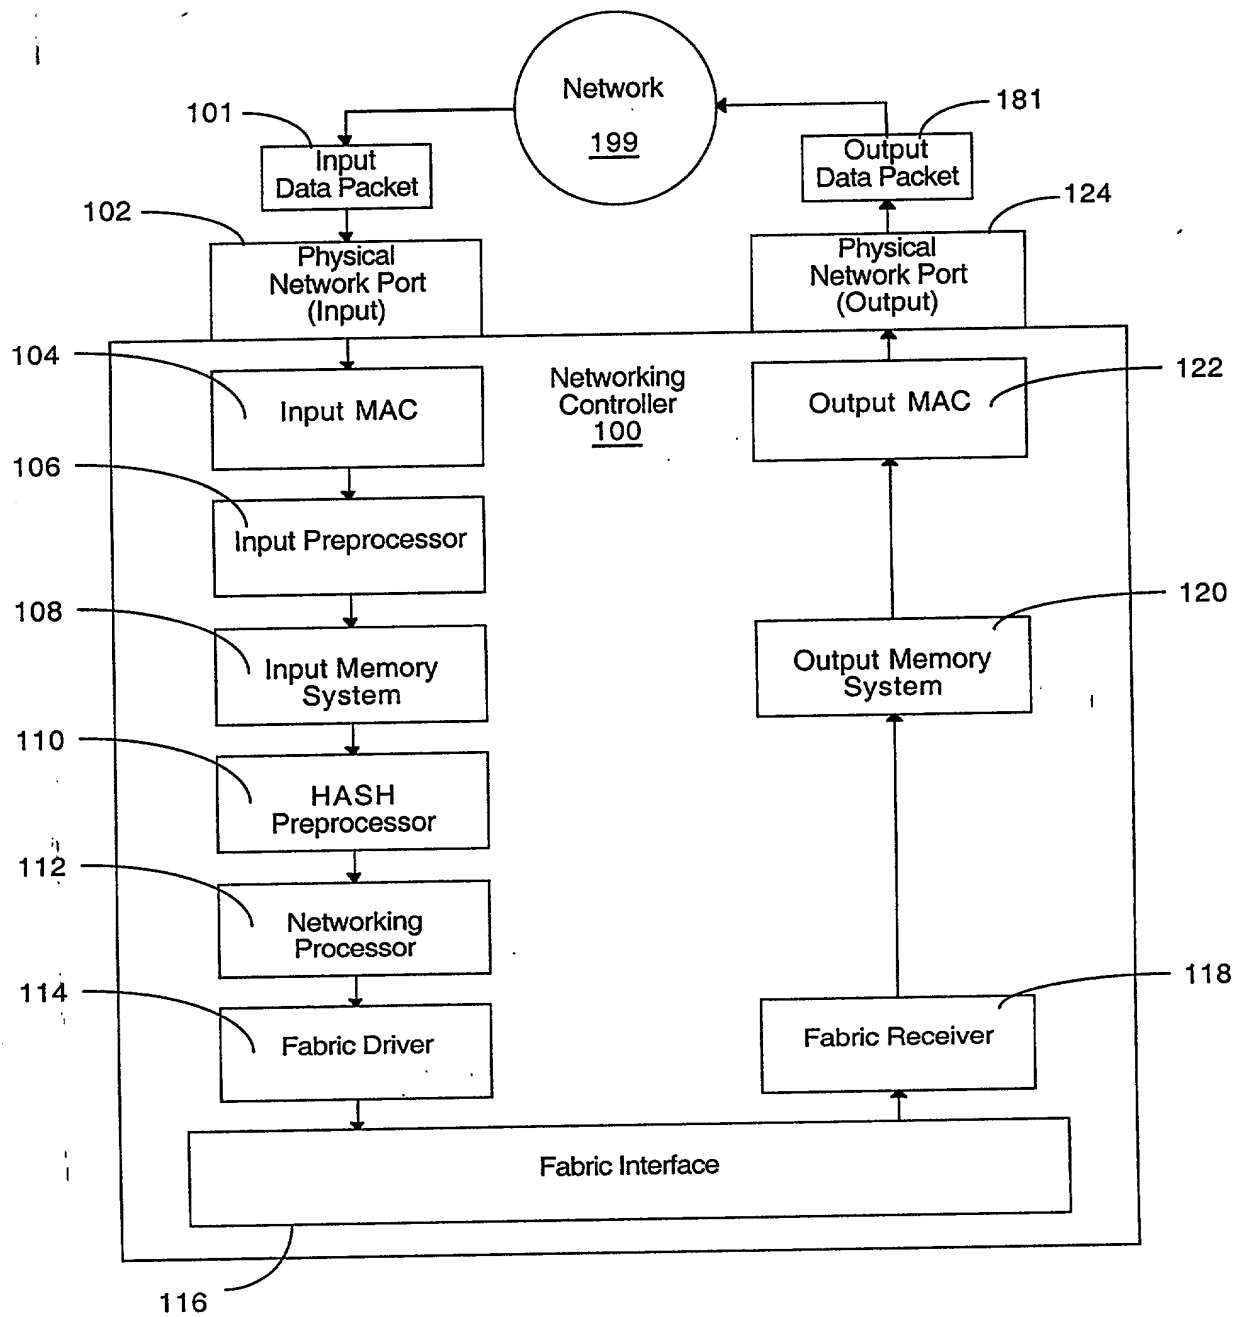 Network
199
101
Input
Data Packet
181
Output
Data Packet
102
Physical
Network Port
(Input)
124
Physical
Network Port
(Output)
104
Input MAC
Networking
Controller
100
122
Output MAC
106
Input Preprocessor
108
Input Memory
System
120
Output Memory
System
110
HASH
Preprocessor
112
Networking
Processor
114
Fabric Driver
118
Fabric Receiver
Fabric Interface
116